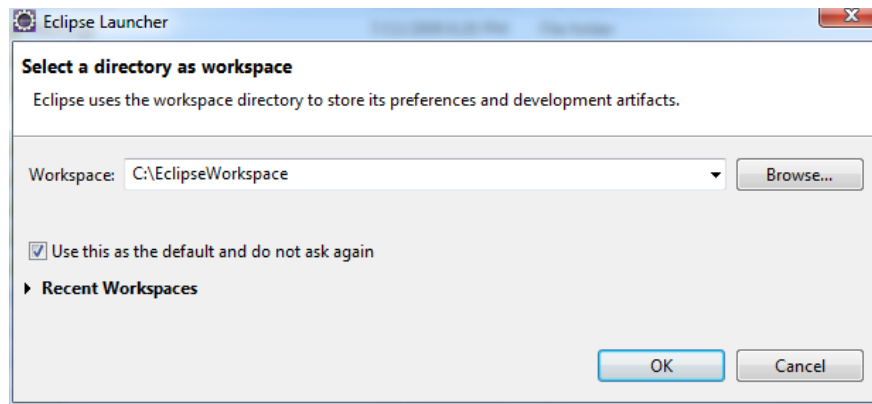 Eclipse Launcher
Select a directory as workspace
Eclipse uses the workspace directory to store its preferences and development artifacts.
Workspace: C:\EclipseWorkspace Browse...
Use this as the default and do not ask again
Recent Workspaces
OK Cancel